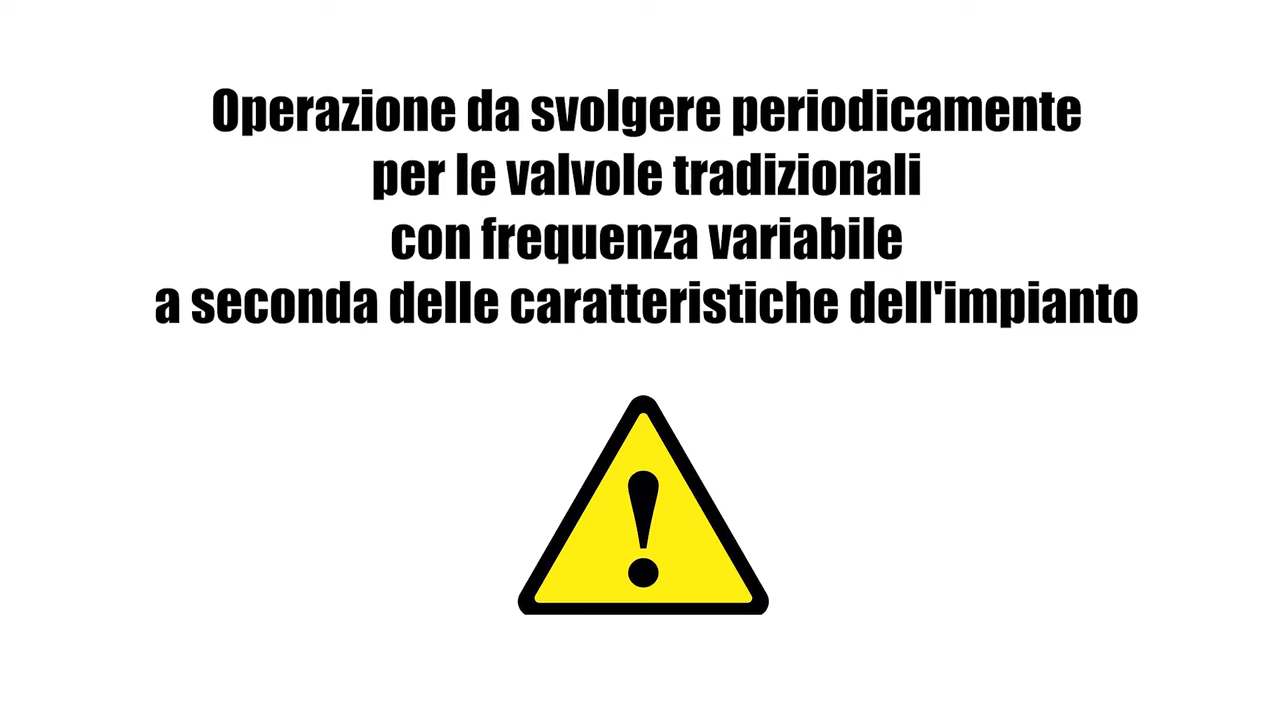 Operazione da svolgere periodicamente
per le valvole tradizionali
con frequenza variabile
a seconda delle caratteristiche dell'impianto